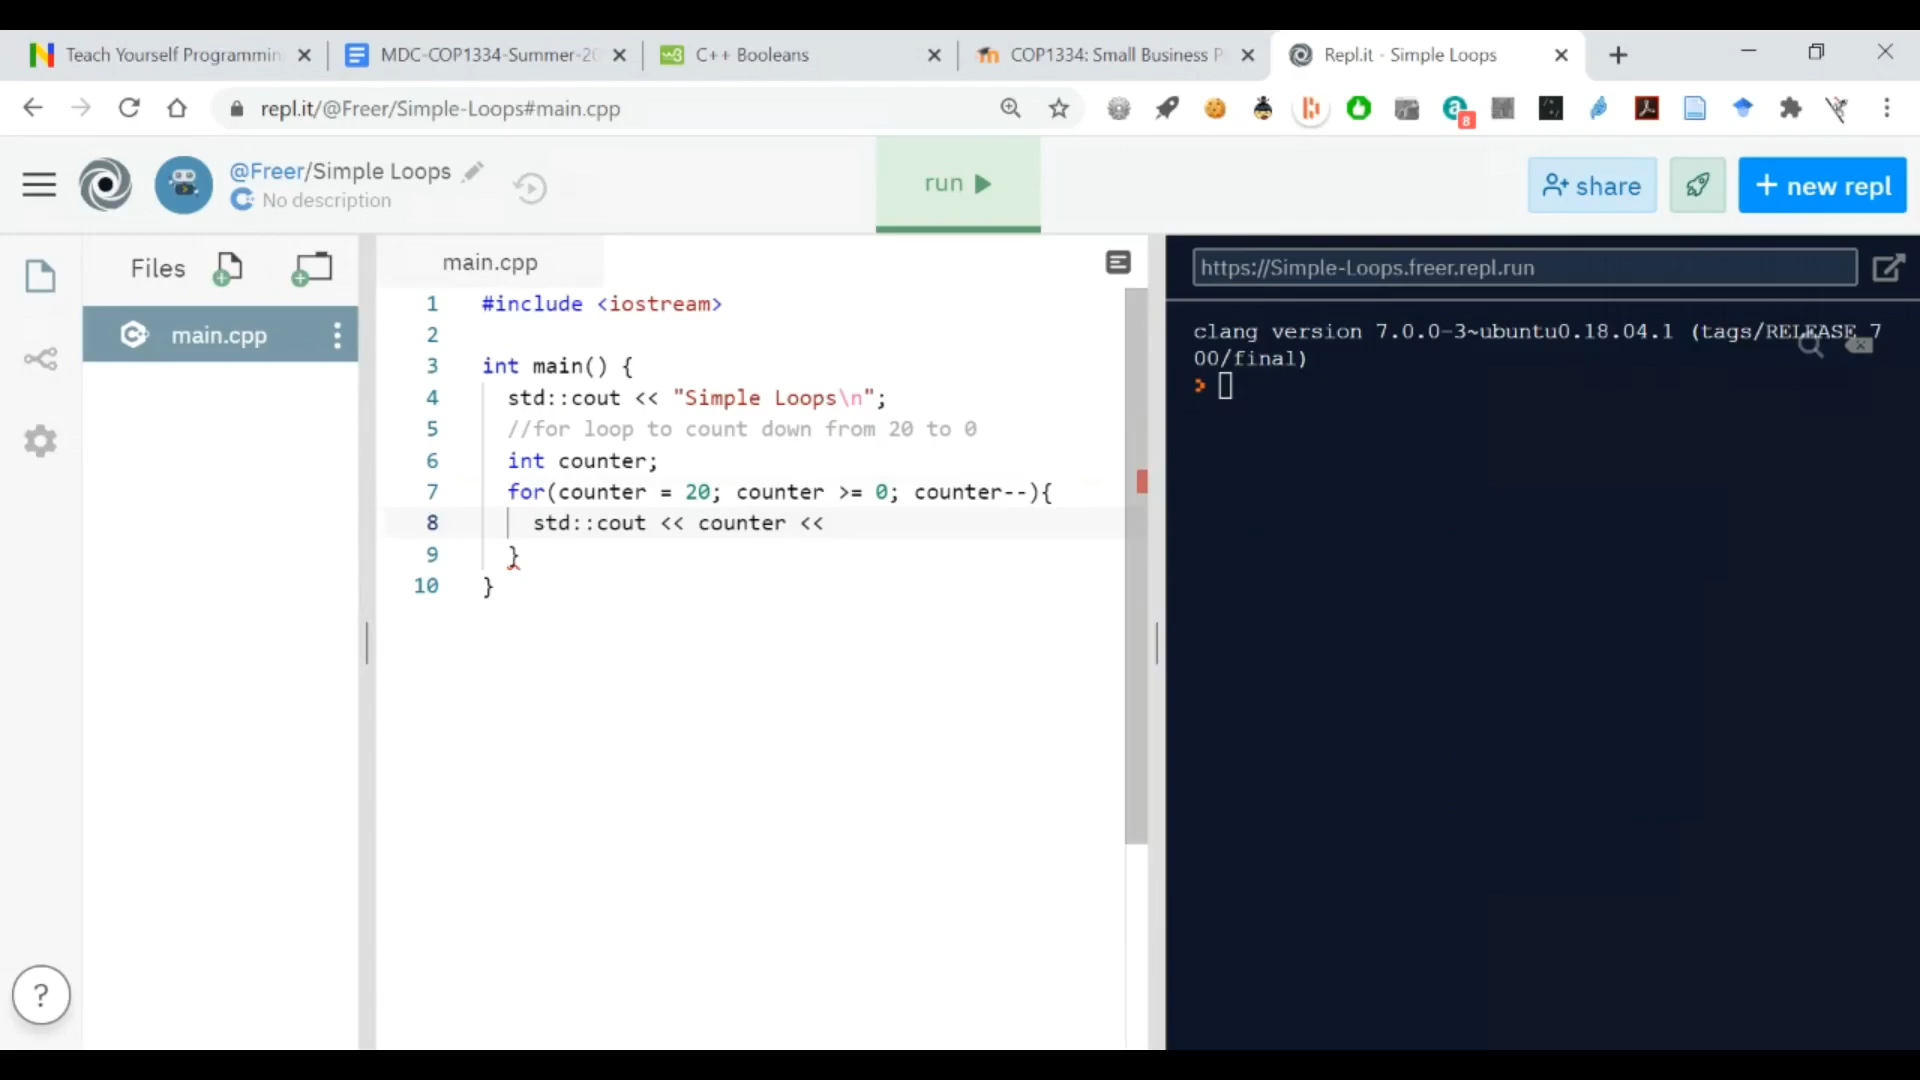 Teach Yourself Programmin
MDC-COP1334-Summer-20
C++ Booleans
COP1334: Small Business P
Repl.it - Simple Loops
repl.it/@Freer/Simple-Loops#main.cpp
8
@Freer/Simple Loops
No description
run
share
+ new repl
Files
main.cpp
main.cpp
1 #include <iostream>
2
3 int main() {
4 std::cout << "Simple Loops\n";
5 //for loop to count down from 20 to 0
6 int counter;
7 for(counter = 20; counter >= 0; counter--){
8 std::cout << counter <<
9 }
10 }
https://Simple-Loops.freer.repl.run
clang version 7.0.0-3~ubuntu0.18.04.1 (tags/RELEASE_7
00/final)
?